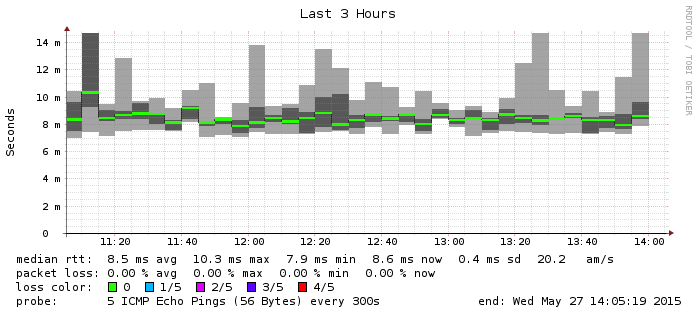 Last 3 Hours
RRDTOOL / TOBI OETIKER
Seconds
14 m
12 m
10 m
8 m
6 m
4 m
2 m
0
11:20 11:40 12:00 12:20 12:40 13:00 13:20 13:40 14:00
median rtt: 8.5 ms avg 10.3 ms max 7.9 ms min 8.6 ms now 0.4 ms sd 20.2 am/s
packet loss: 0.00 % avg 0.00 % max 0.00 % min 0.00 % now
loss color: 0 1/5 2/5 3/5 4/5
probe: 5 ICMP Echo Pings (56 Bytes) every 300s end: Wed May 27 14:05:19 2015